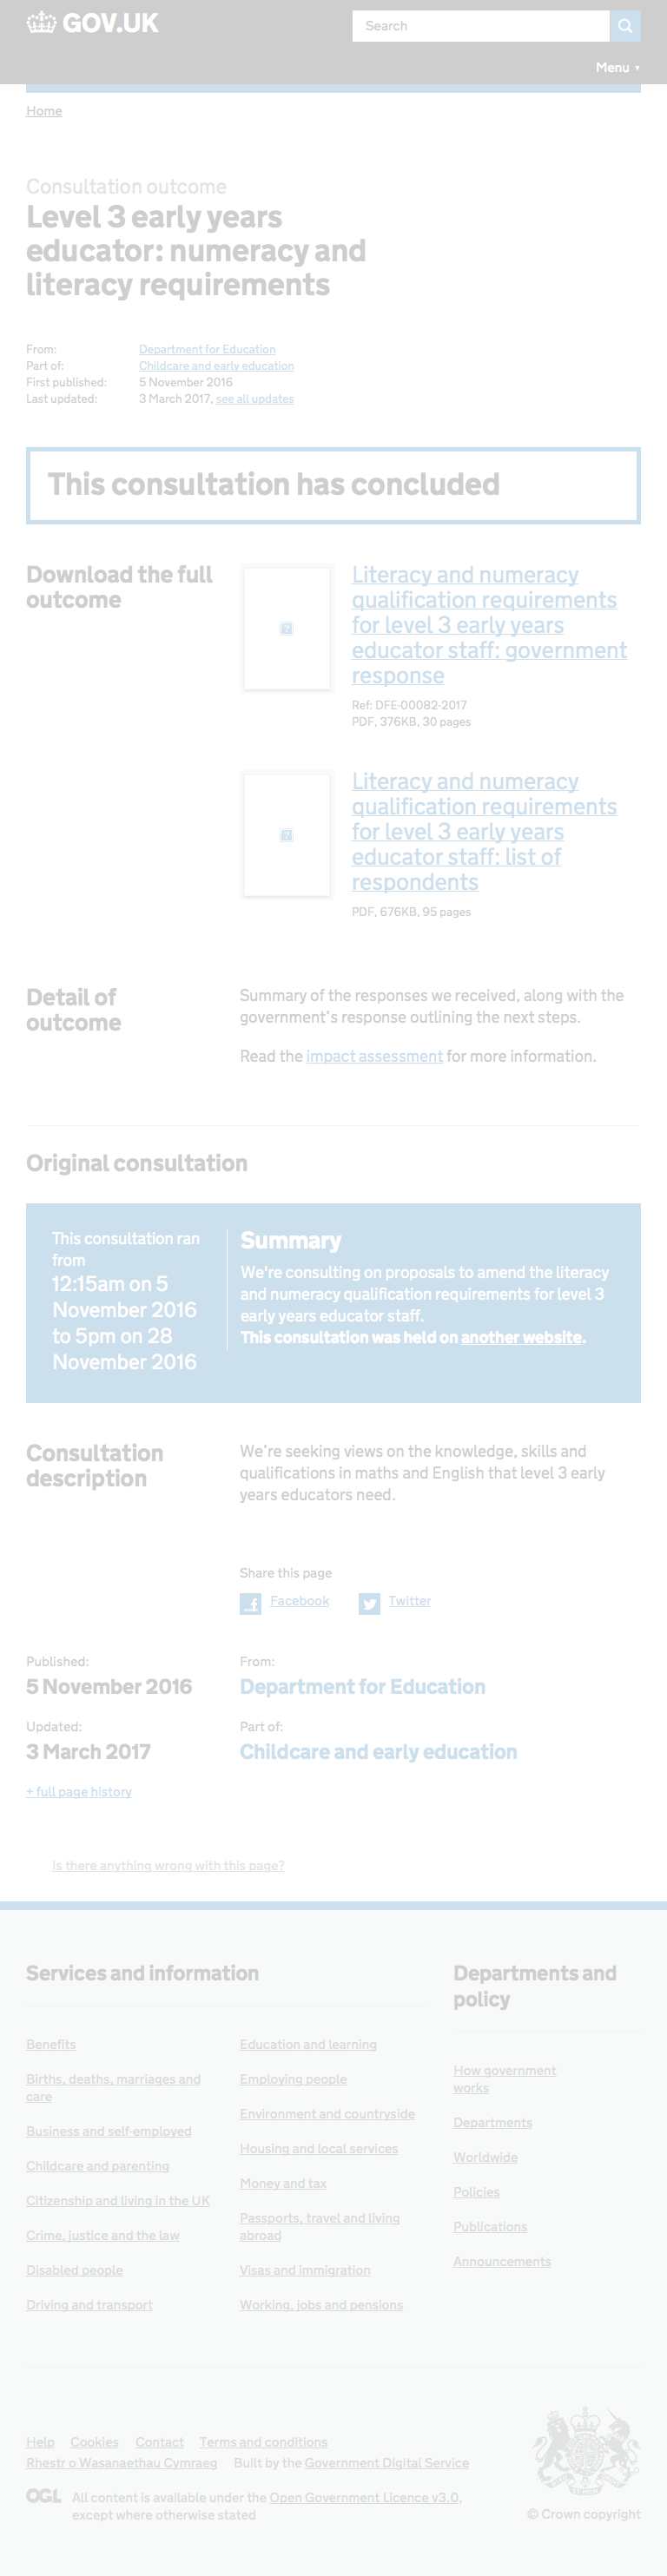 GOV.UK
Search
Menu ▼
Home
Consultation outcome
Level 3 early years
educator: numeracy and
literacy requirements
From: Department for Education
Part of: Childcare and early education
First published: 5 November 2016
Last updated: 3 March 2017, see all updates
This consultation has concluded
Download the full
outcome
Literacy and numeracy
qualification requirements
for level 3 early years
educator staff: government
response
Ref: DFE-00082-2017
PDF, 376KB, 30 pages
Literacy and numeracy
qualification requirements
for level 3 early years
educator staff: list of
respondents
PDF, 676KB, 95 pages
Detail of
outcome
Summary of the responses we received, along with the
government's response outlining the next steps.
Read the impact assessment for more information.
Original consultation
This consultation ran
from
12:15am on 5
November 2016
to 5pm on 28
November 2016
Summary
We're consulting on proposals to amend the literacy
and numeracy qualification requirements for level 3
early years educator staff.
This consultation was held on another website.
Consultation
description
We're seeking views on the knowledge, skills and
qualifications in maths and English that level 3 early
years educators need.
Share this page
Facebook Twitter
Published:
5 November 2016
From:
Department for Education
Updated:
3 March 2017
Part of:
Childcare and early education
+ full page history
Is there anything wrong with this page?
Services and information
Benefits
Births, deaths, marriages and
care
Business and self-employed
Childcare and parenting
Citizenship and living in the UK
Crime, justice and the law
Disabled people
Driving and transport
Education and learning
Employing people
Environment and countryside
Housing and local services
Money and tax
Passports, travel and living
abroad
Visas and immigration
Working, jobs and pensions
Departments and
policy
How government
works
Departments
Worldwide
Policies
Publications
Announcements
Help Cookies Contact Terms and conditions
Rhestr o Wasanaethau Cymraeg Built by the Government Digital Service
OGL All content is available under the Open Government Licence v3.0,
except where otherwise stated
© Crown copyright